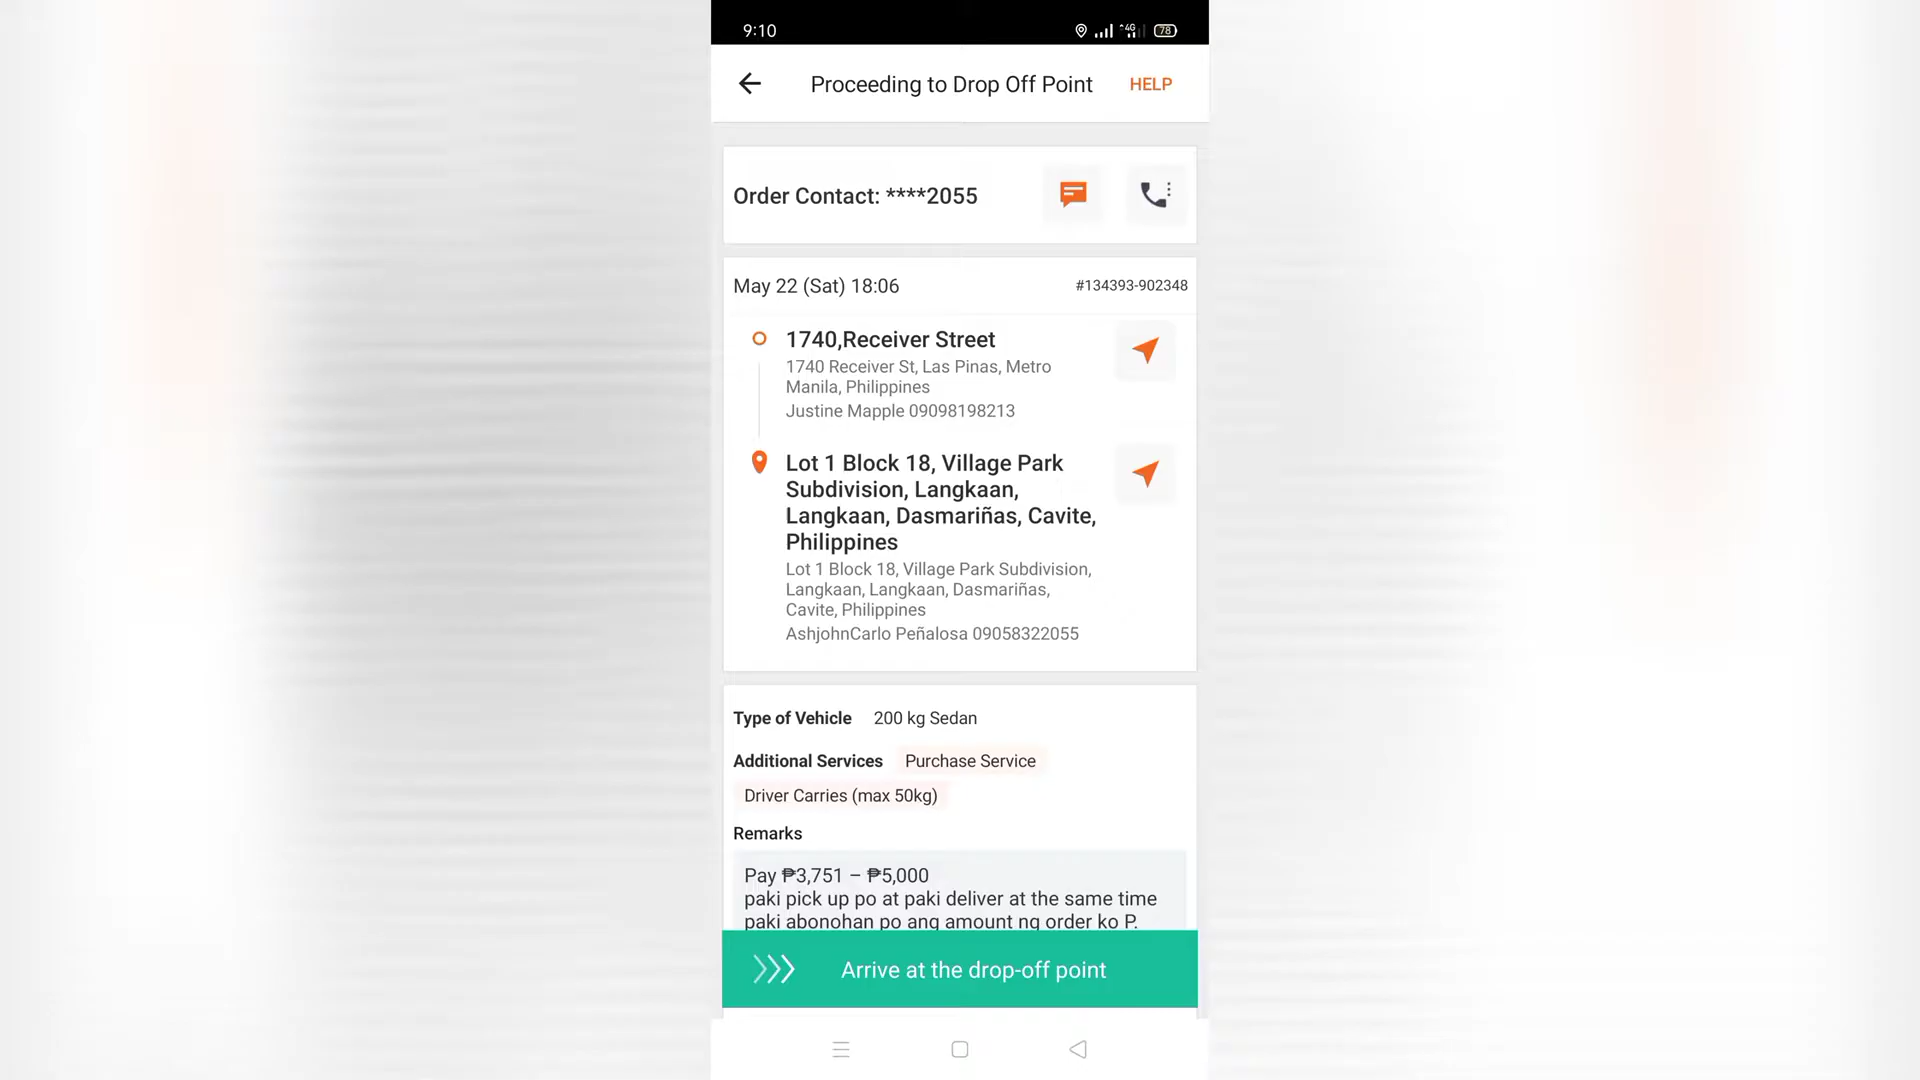 9:10
4G
78
Proceeding to Drop Off Point
HELP
Order Contact: ****2055
May 22 (Sat) 18:06
#134393-902348
1740,Receiver Street
1740 Receiver St, Las Pinas, Metro
Manila, Philippines
Justine Mapple 09098198213
Lot 1 Block 18, Village Park
Subdivision, Langkaan,
Langkaan, Dasmariñas, Cavite,
Philippines
Lot 1 Block 18, Village Park Subdivision,
Langkaan, Langkaan, Dasmariñas,
Cavite, Philippines
AshjohnCarlo Peñalosa 09058322055
Type of Vehicle 200 kg Sedan
Additional Services Purchase Service
Driver Carries (max 50kg)
Remarks
Pay ₱3,751 – ₱5,000
paki pick up po at paki deliver at the same time
paki abonohan po ang amount ng order ko P.
Arrive at the drop-off point